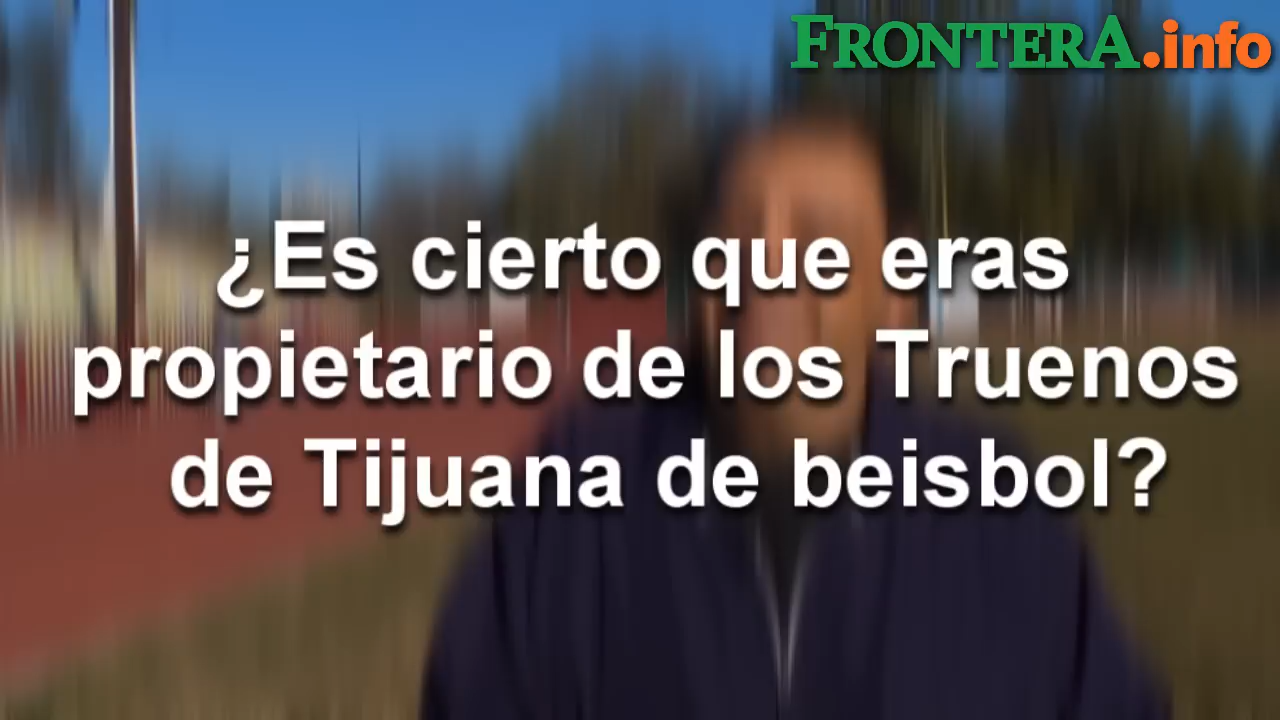 FRONTERA.info
¿Es cierto que eras
propietario de los Truenos
de Tijuana de beisbol?